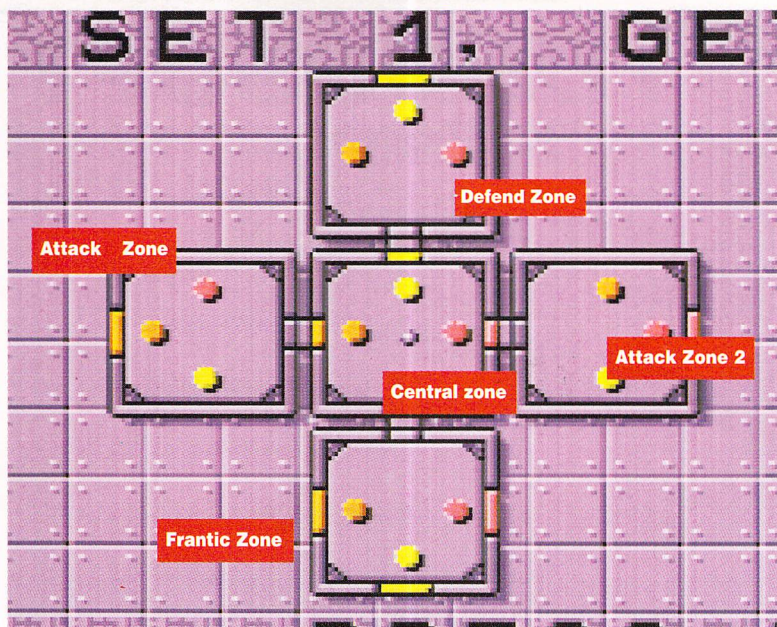 SET 1. GE
Defend Zone
Attack Zone
Attack Zone 2
Central zone
Frantic Zone